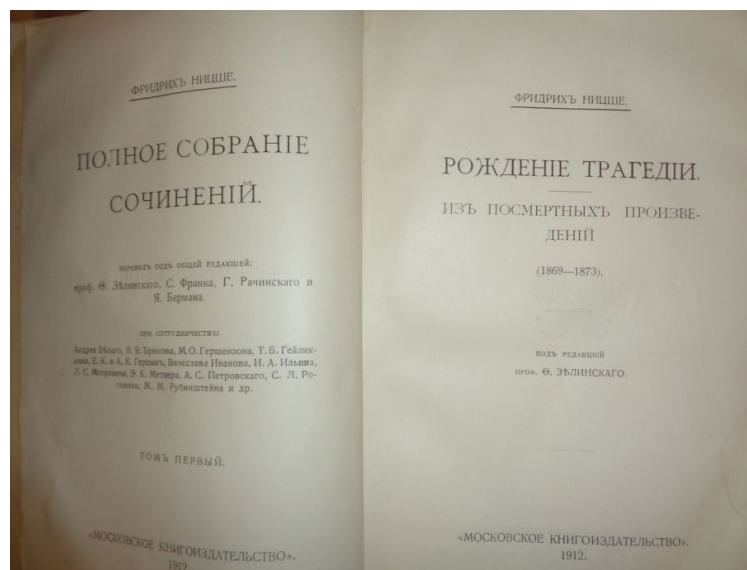 ФРИДРИХЪ НИЦШЕ.
ПОЛНОЕ СОБРАНІЕ
СОЧИНЕНІЙ.
ПЕРЕВОДЪ ПОДЪ ОБЩЕЙ РЕДАКЦІЕЙ:
проф. Ѳ. Зѣлинскаго, С. Франка, Г. Рачинскаго и
Я. Бермана.
ПРИ СОТРУДНИЧЕСТВѢ:
Андрея Бѣлаго, В. Я. Брюсова, М. О. Гершензона, Т. Б. Гейлик-
мана, Е. К. и А. К. Герцыкъ, Вячеслава Иванова, И. А. Ильина,
Л. С. Мееровича, Э. К. Метнера, А. С. Петровскаго, С. Л. Ро-
говина, М. М. Рубинштейна и др.
ТОМЪ ПЕРВЫЙ.
«МОСКОВСКОЕ КНИГОИЗДАТЕЛЬСТВО».
1912
ФРИДРИХЪ НИЦШЕ.
РОЖДЕНІЕ ТРАГЕДІИ.
ИЗЪ ПОСМЕРТНЫХЪ ПРОИЗВЕ-
ДЕНІЙ
(1869—1873).
ПОДЪ РЕДАКЦІЕЙ
ПРОФ. Ѳ. ЗѢЛИНСКАГО.
«МОСКОВСКОЕ КНИГОИЗДАТЕЛЬСТВО».
1912.